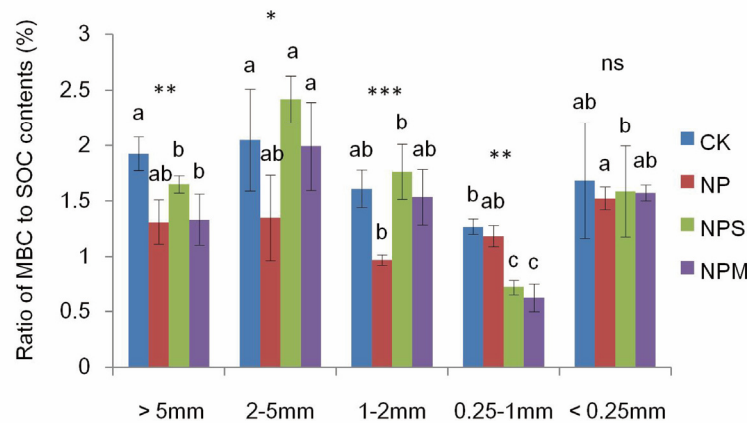 Ratio of MBC to SOC contents (%)
3
2.5
2
1.5
1
0.5
0
**
a
ab
b
b
*
a
ab
a
a
***
ab
b
b
ab
**
b
ab
c
c
ns
ab
a
b
ab
> 5mm
2-5mm
1-2mm
0.25-1mm
< 0.25mm
CK
NP
NPS
NPM